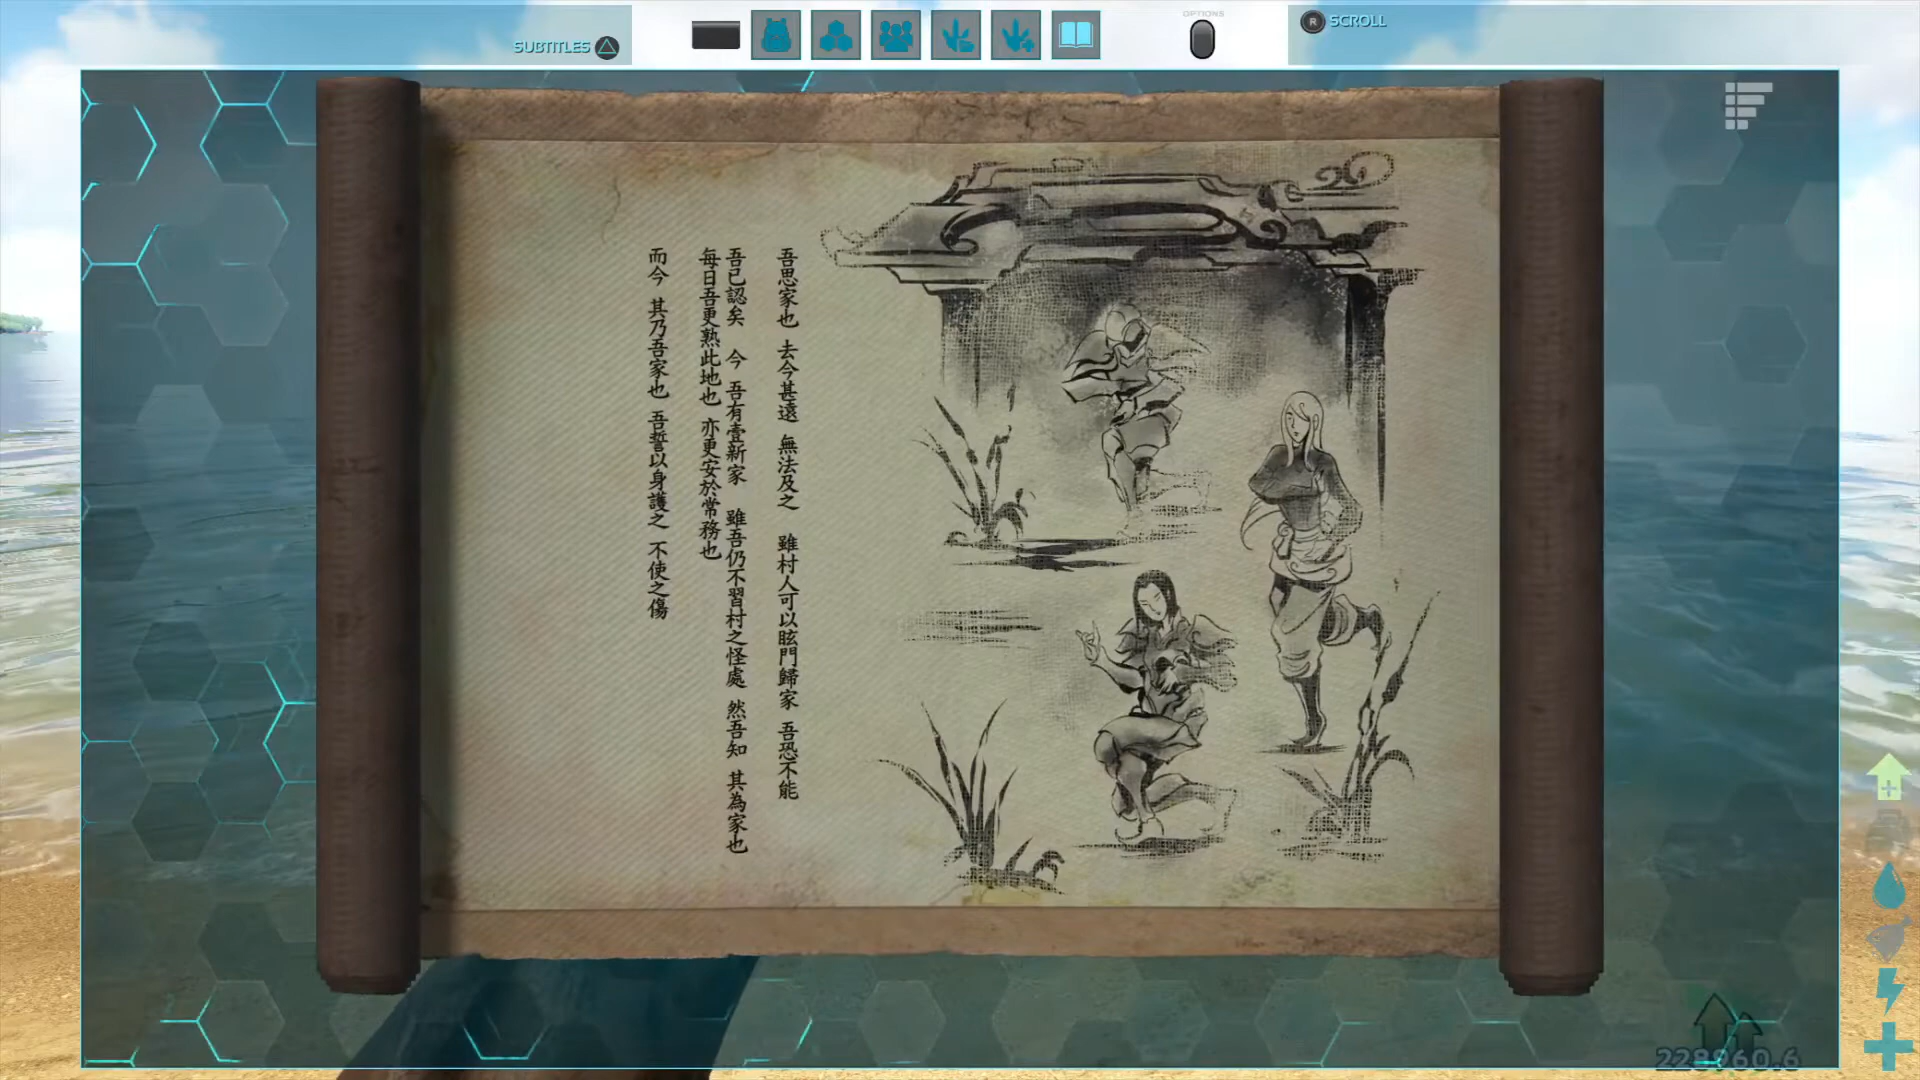 SUBTITLES
OPTIONS
R SCROLL
吾思家也 去今甚遠 無法及之 雖村人可以眩門歸家 吾恐不能
吾已認矣 今 吾有壹新家 雖吾仍不習村之怪處 然吾知 其為家也
每日吾更熟此地也 亦更安於常務也
而今 其乃吾家也 吾誓以身護之 不使之傷
228960.6